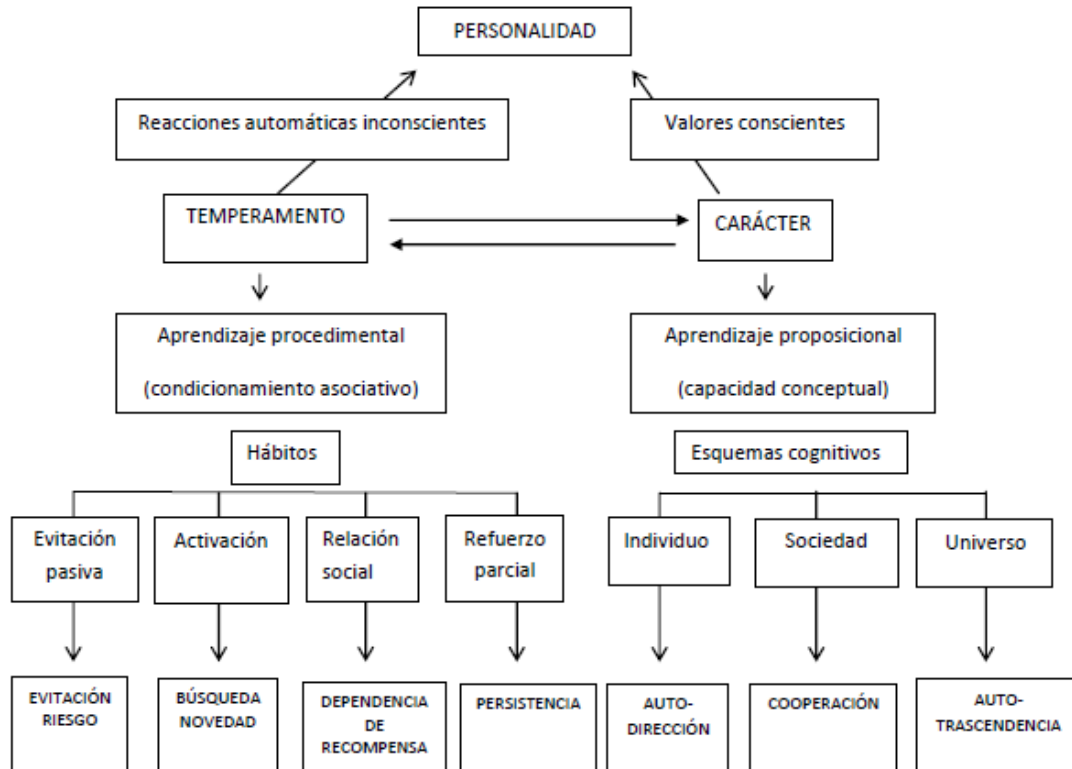 PERSONALIDAD
Reacciones automáticas inconscientes
Valores conscientes
TEMPERAMENTO
CARÁCTER
Aprendizaje procedimental
(condicionamiento asociativo)
Aprendizaje proposicional
(capacidad conceptual)
Hábitos
Esquemas cognitivos
Evitación
pasiva
Activación
Relación
social
Refuerzo
parcial
Individuo
Sociedad
Universo
EVITACIÓN
RIESGO
BÚSQUEDA
NOVEDAD
DEPENDENCIA
DE
RECOMPENSA
PERSISTENCIA
AUTO-
DIRECCIÓN
COOPERACIÓN
AUTO-
TRASCENDENCIA